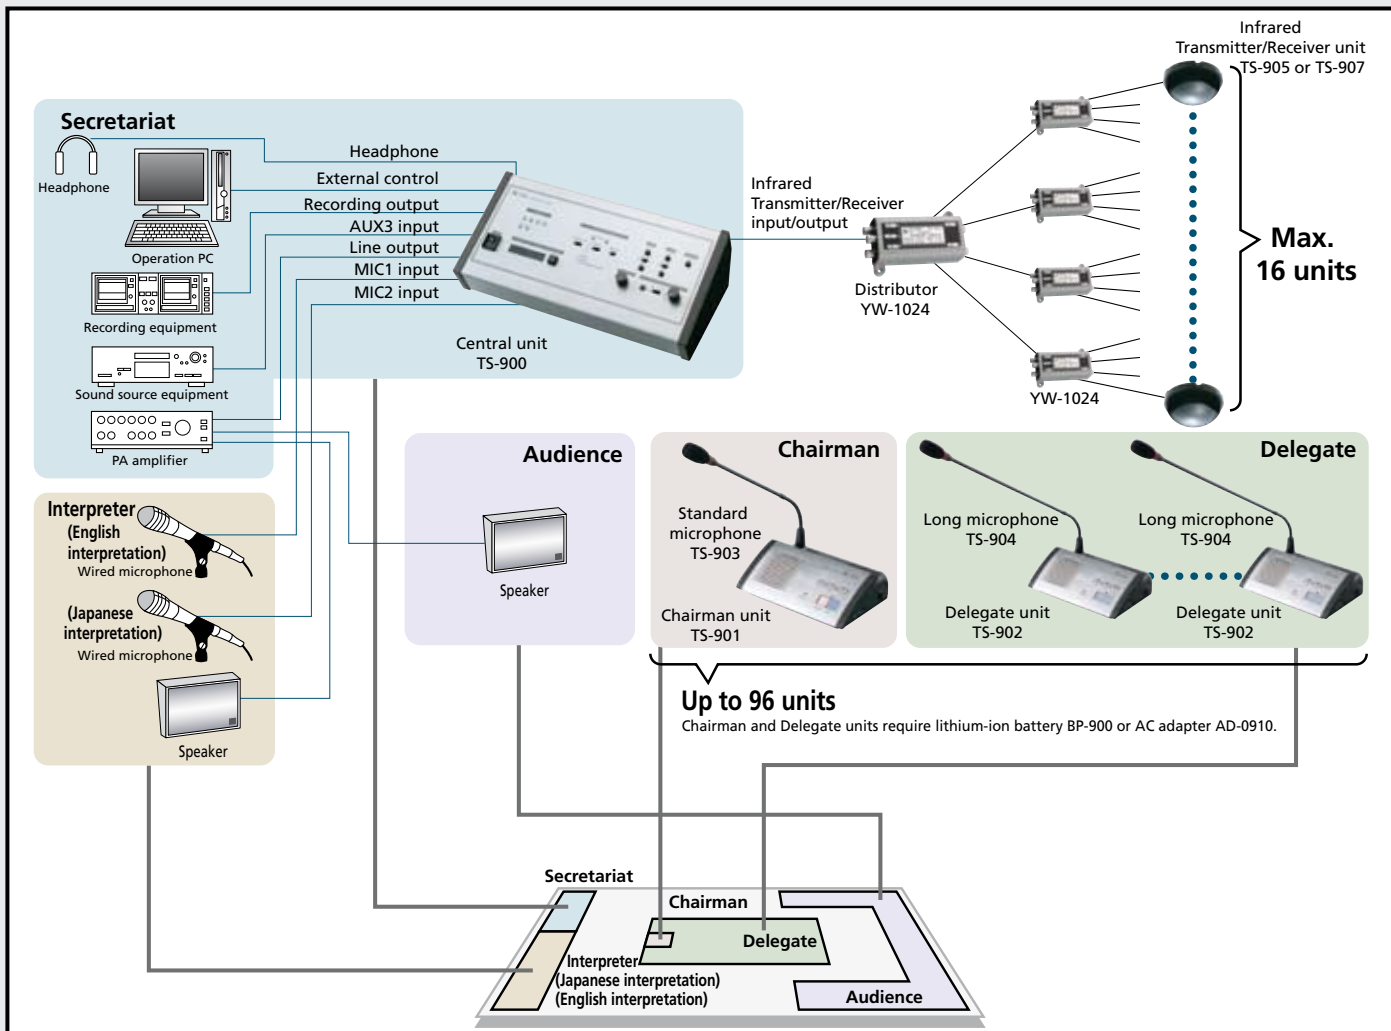 Infrared
Transmitter/Receiver unit
TS-905 or TS-907
Max.
16 units
Secretariat
Headphone
Operation PC
Recording equipment
Sound source equipment
PA amplifier
Headphone
External control
Recording output
AUX3 input
Line output
MIC1 input
MIC2 input
Central unit
TS-900
Infrared
Transmitter/Receiver
input/output
Distributor
YW-1024
YW-1024
Interpreter
(English
interpretation)
Wired microphone
(Japanese
interpretation)
Wired microphone
Speaker
Audience
Speaker
Chairman
Standard
microphone
TS-903
Chairman unit
TS-901
Delegate
Long microphone
TS-904
Long microphone
TS-904
Delegate unit
TS-902
Delegate unit
TS-902
Up to 96 units
Chairman and Delegate units require lithium-ion battery BP-900 or AC adapter AD-0910.
Secretariat
Chairman
Delegate
Interpreter
(Japanese interpretation)
(English interpretation)
Audience